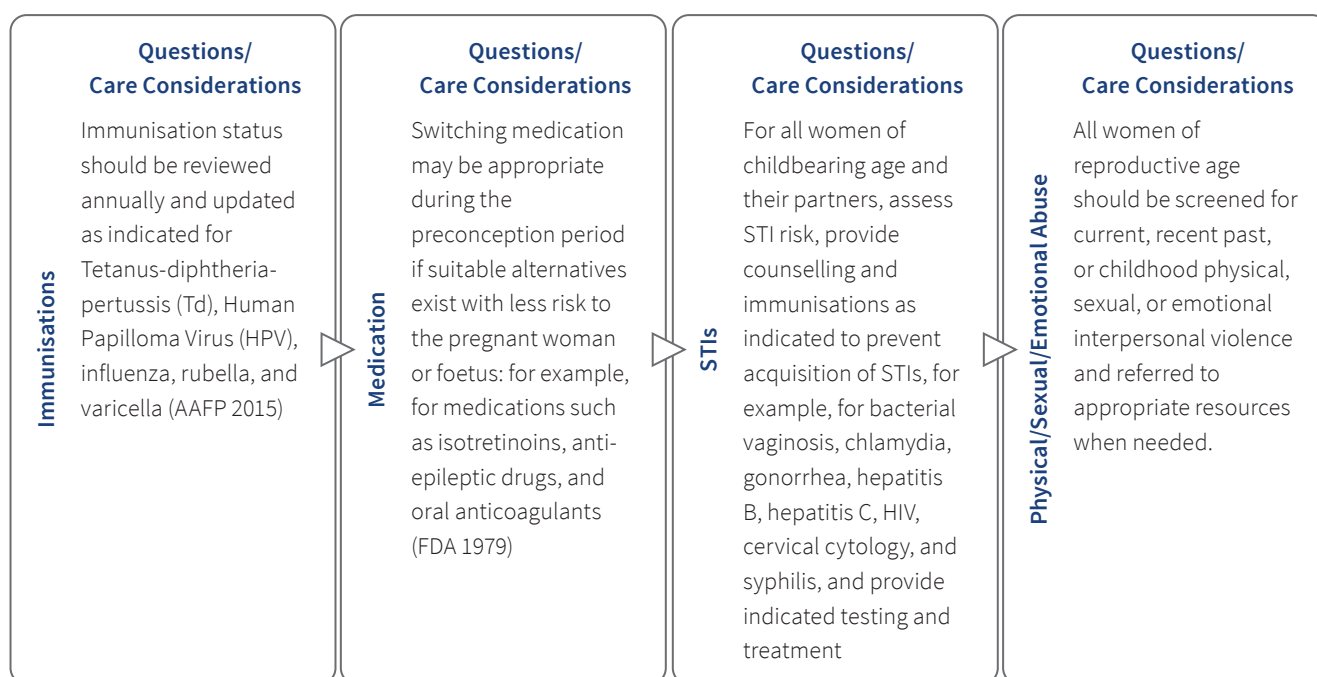 Immunisations
Questions/
Care Considerations
Immunisation status
should be reviewed
annually and updated
as indicated for
Tetanus-diphtheria-
pertussis (Td), Human
Papilloma Virus (HPV),
influenza, rubella, and
varicella (AAFP 2015)
Medication
Questions/
Care Considerations
Switching medication
may be appropriate
during the
preconception period
if suitable alternatives
exist with less risk to
the pregnant woman
or foetus: for example,
for medications such
as isotretinoins, anti-
epileptic drugs, and
oral anticoagulants
(FDA 1979)
STIs
Questions/
Care Considerations
For all women of
childbearing age and
their partners, assess
STI risk, provide
counselling and
immunisations as
indicated to prevent
acquisition of STIs, for
example, for bacterial
vaginosis, chlamydia,
gonorrhea, hepatitis
B, hepatitis C, HIV,
cervical cytology, and
syphilis, and provide
indicated testing and
treatment
Physical/Sexual/Emotional Abuse
Questions/
Care Considerations
All women of
reproductive age
should be screened for
current, recent past,
or childhood physical,
sexual, or emotional
interpersonal violence
and referred to
appropriate resources
when needed.